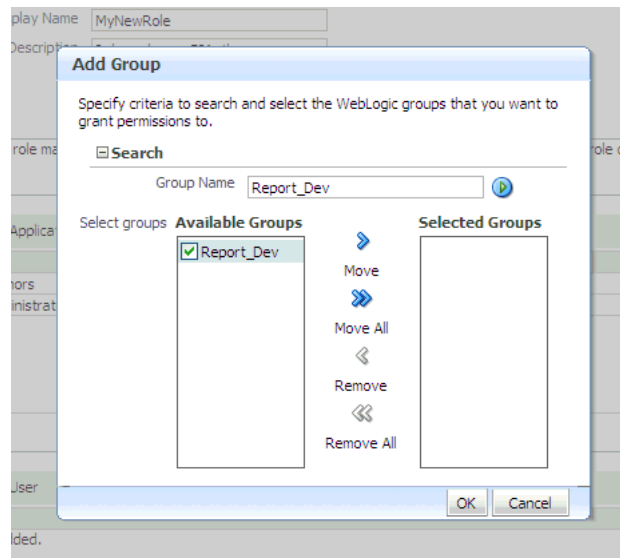 play Name MyNewRole
Descrip
Add Group
Specify criteria to search and select the WebLogic groups that you want to
grant permissions to.
role ma
role
Search
Group Name Report_Dev
Applica
Select groups Available Groups Selected Groups
Report_Dev
Move
nors
inistrat
Move All
Remove
Remove All
User
OK Cancel
lded.